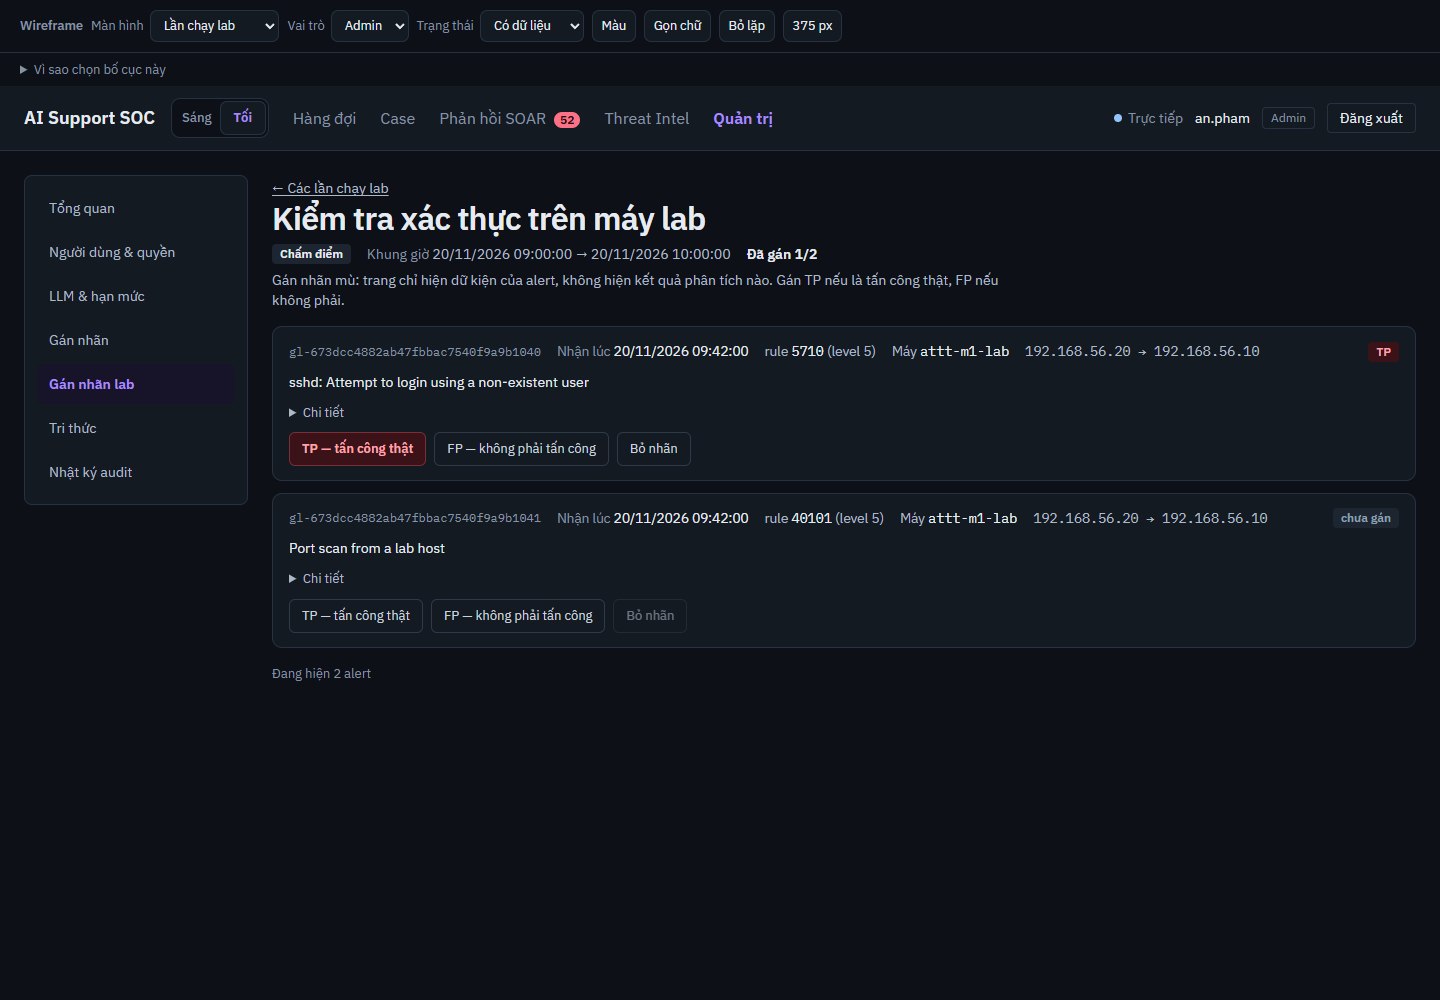 Wireframe Màn hình Lần chạy lab Vai trò Admin Trạng thái Có dữ liệu Màu Gọn chữ Bỏ lặp 375 px
▶ Vì sao chọn bố cục này
AI Support SOC Sáng Tối Hàng đợi Case Phản hồi SOAR 52 Threat Intel Quản trị Trực tiếp an.pham Admin Đăng xuất
Tổng quan
Người dùng & quyền
LLM & hạn mức
Gán nhãn
Gán nhãn lab
Tri thức
Nhật ký audit
← Các lần chạy lab
Kiểm tra xác thực trên máy lab
Chấm điểm Khung giờ 20/11/2026 09:00:00 → 20/11/2026 10:00:00 Đã gán 1/2
Gán nhãn mù: trang chỉ hiện dữ kiện của alert, không hiện kết quả phân tích nào. Gán TP nếu là tấn công thật, FP nếu
không phải.
gl-673dcc4882ab47fbbac7540f9a9b1040 Nhận lúc 20/11/2026 09:42:00 rule 5710 (level 5) Máy attt-m1-lab 192.168.56.20 → 192.168.56.10 TP
sshd: Attempt to login using a non-existent user
▶ Chi tiết
TP — tấn công thật FP — không phải tấn công Bỏ nhãn
gl-673dcc4882ab47fbbac7540f9a9b1041 Nhận lúc 20/11/2026 09:42:00 rule 40101 (level 5) Máy attt-m1-lab 192.168.56.20 → 192.168.56.10 chưa gán
Port scan from a lab host
▶ Chi tiết
TP — tấn công thật FP — không phải tấn công Bỏ nhãn
Đang hiện 2 alert